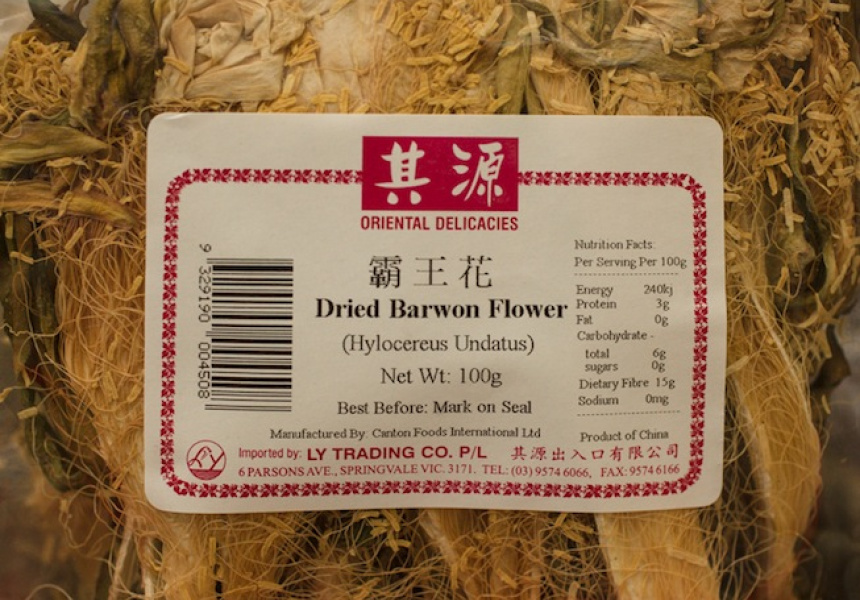 其源
ORIENTAL DELICACIES
霸王花
Dried Barwon Flower
(Hylocereus Undatus)
Net Wt: 100g
Best Before: Mark on Seal
9 329190 004508
Nutrition Facts:
Per Serving Per 100g
Energy 240kj
Protein 3g
Fat 0g
Carbohydrate -
total 6g
sugars 0g
Dietary Fibre 15g
Sodium 0mg
Product of China
Manufactured By: Canton Foods International Ltd
LY
Imported by: LY TRADING CO. P/L 其源出入口有限公司
6 PARSONS AVE., SPRINGVALE VIC. 3171. TEL: (03) 9574 6066, FAX: 9574 6166